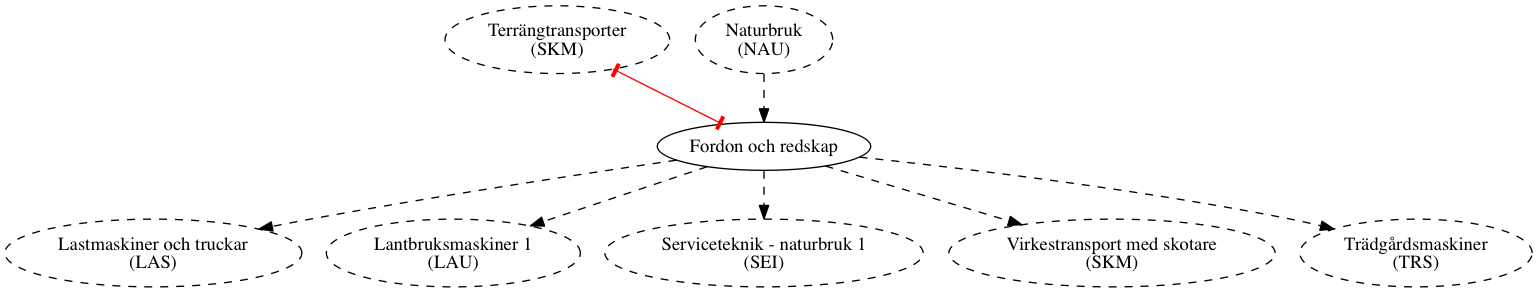 Terrängtransporter
(SKM)
Naturbruk
(NAU)
Fordon och redskap
Lastmaskiner och truckar
(LAS)
Lantbruksmaskiner 1
(LAU)
Serviceteknik - naturbruk 1
(SEI)
Virkestransport med skotare
(SKM)
Trädgårdsmaskiner
(TRS)